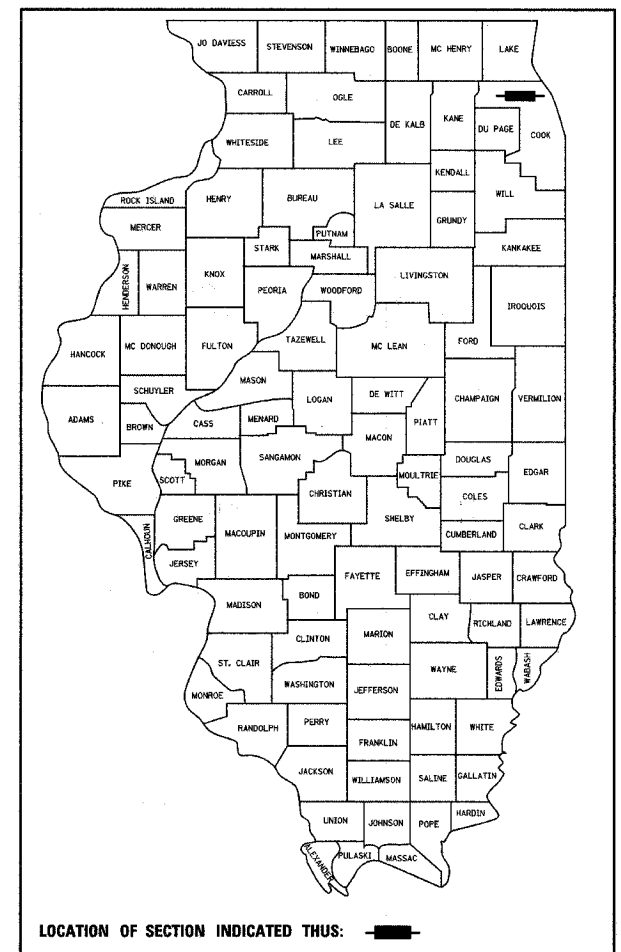 JO DAVIESS STEVENSON WINNEBAGO BOONE MC HENRY LAKE
CARROLL OGLE DE KALB KANE DU PAGE COOK
WHITESIDE LEE KENDALL WILL
ROCK ISLAND HENRY BUREAU LA SALLE GRUNDY
MERCER PUTNAM KANKAKEE
STARK MARSHALL
HENDERSON WARREN KNOX PEORIA WOODFORD LIVINGSTON IROQUOIS
HANCOCK MC DONOUGH FULTON TAZEWELL MC LEAN FORD
SCHUYLER MASON LOGAN DE WITT CHAMPAIGN VERMILION
ADAMS BROWN CASS MENARD MACON PIATT
PIKE SCOTT MORGAN SANGAMON CHRISTIAN MOULTRIE DOUGLAS EDGAR
COLES
CALHOUN GREENE MACOUPIN MONTGOMERY SHELBY CUMBERLAND CLARK
JERSEY FAYETTE EFFINGHAM JASPER CRAWFORD
MADISON BOND
CLINTON MARION CLAY RICHLAND LAWRENCE
ST. CLAIR WAYNE EDWARDS WABASH
MONROE WASHINGTON JEFFERSON
RANDOLPH PERRY HAMILTON WHITE
FRANKLIN
JACKSON WILLIAMSON SALINE GALLATIN
UNION JOHNSON POPE HARDIN
ALEXANDER PULASKI MASSAC
LOCATION OF SECTION INDICATED THUS: